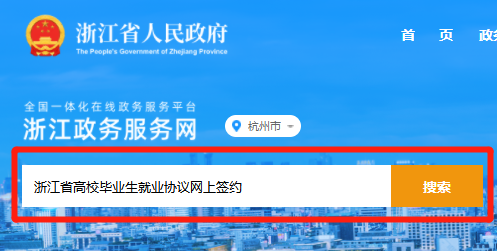 浙江省人民政府
The People's Government of Zhejiang Province
首 页
政务
全国一体化在线政务服务平台
浙江政务服务网
杭州市
浙江省高校毕业生就业协议网上签约
搜索